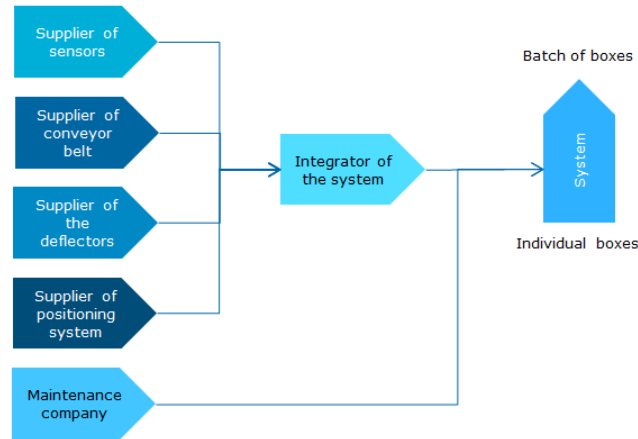 Supplier of
sensors
Supplier of
conveyor
belt
Supplier of
the
deflectors
Supplier of
positioning
system
Maintenance
company
Integrator of
the system
Batch of boxes
System
Individual boxes